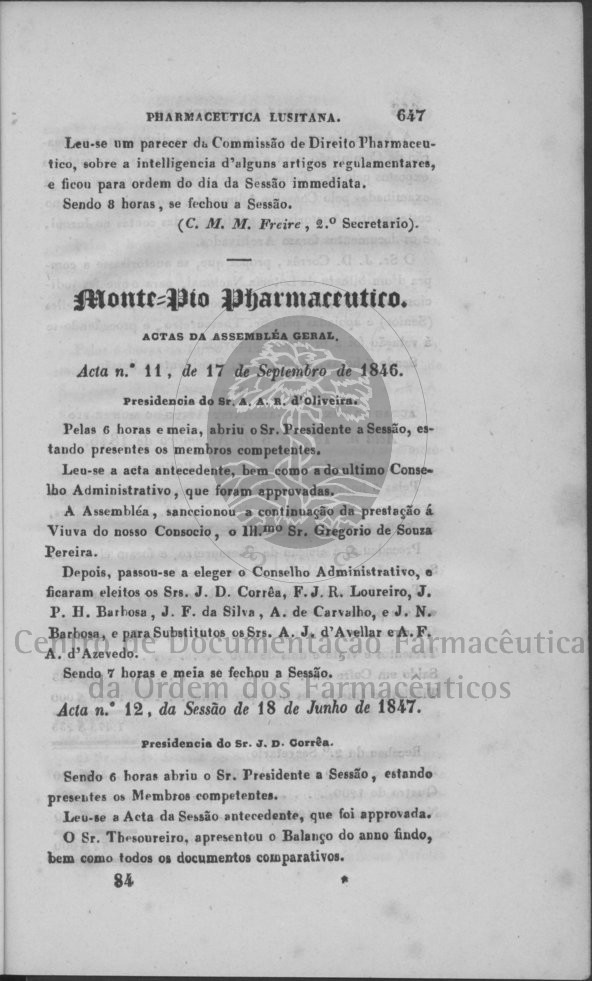 PHARMACEUTICA LUSITANA. 647
Leu-se um parecer da Commissão de Direito Pharmaceu-
tico, sobre a intelligencia d'alguns artigos regulamentares,
e ficou para ordem do dia da Sessão immediata.
Sendo 8 horas, se fechou a Sessão.
(C. M. M. Freire, 2.º Secretario).
Monte-Pio Pharmaceutico.
ACTAS DA ASSEMBLÉA GERAL.
Acta n.º 11, de 17 de Septembro de 1846.
Presidencia do Sr. A. A. R. d'Oliveira.
Pelas 6 horas e meia, abriu o Sr. Presidente a Sessão, es-
tando presentes os membros competentes.
Leu-se a acta antecedente, bem como a do ultimo Conse-
lho Administrativo, que foram approvadas.
A Assembléa, sanccionou a continuação da prestação á
Viuva do nosso Consocio, o Ill.mo Sr. Gregorio de Souza
Pereira.
Depois, passou-se a eleger o Conselho Administrativo, e
ficaram eleitos os Srs. J. D. Corrêa, F. J. R. Loureiro, J.
P. H. Barbosa, J. F. da Silva, A. de Carvalho, e J. N.
Barbosa, e para Substitutos os Srs. A. J. d'Avellar e A. F.
A. d'Azevedo.
Sendo 7 horas e meia se fechou a Sessão.
Acta n.º 12, da Sessão de 18 de Junho de 1847.
Presidencia do Sr. J. D. Corrêa.
Sendo 6 horas abriu o Sr. Presidente a Sessão, estando
presentes os Membros competentes.
Leu-se a Acta da Sessão antecedente, que foi approvada.
O Sr. Thesoureiro, apresentou o Balanço do anno findo,
bem como todos os documentos comparativos.
84 *
Centro de Documentação Farmacêutica
da Ordem dos Farmacêuticos